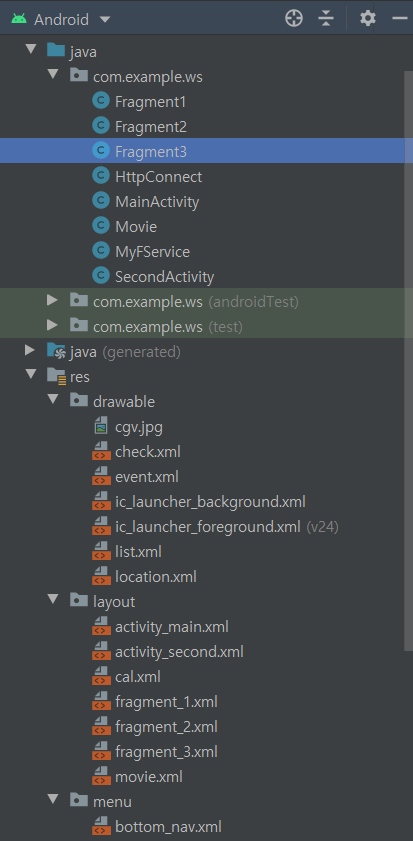 Android
java
com.example.ws
Fragment1
Fragment2
Fragment3
HttpConnect
MainActivity
Movie
MyFService
SecondActivity
com.example.ws (androidTest)
com.example.ws (test)
java (generated)
res
drawable
cgv.jpg
check.xml
event.xml
ic_launcher_background.xml
ic_launcher_foreground.xml (v24)
list.xml
location.xml
layout
activity_main.xml
activity_second.xml
cal.xml
fragment_1.xml
fragment_2.xml
fragment_3.xml
movie.xml
menu
bottom_nav.xml